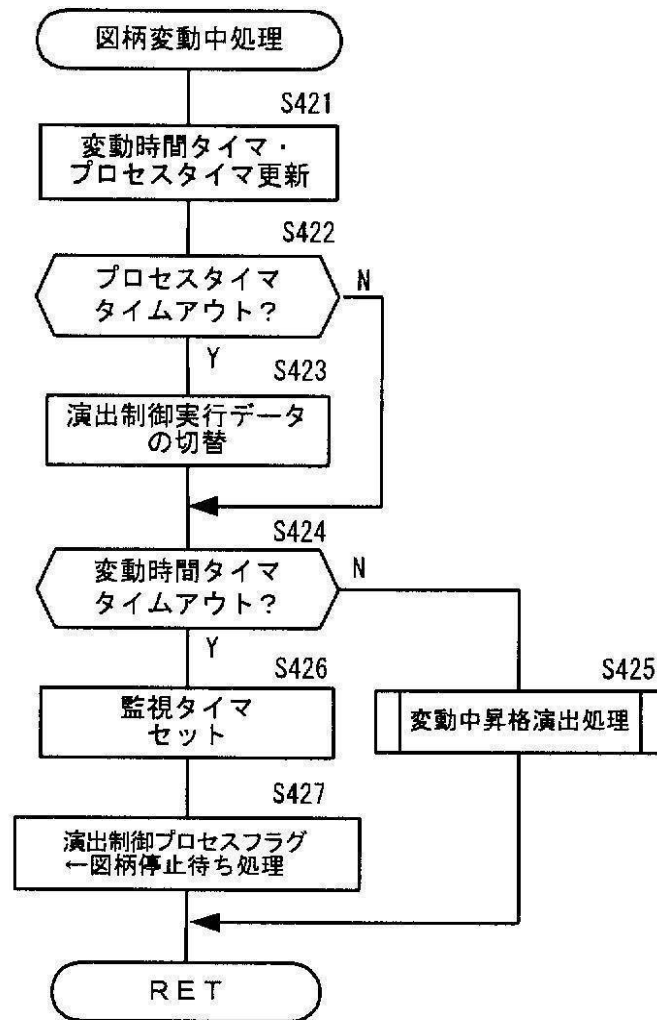 図柄変動中処理
S421
変動時間タイマ・
プロセスタイマ更新
S422
プロセスタイマ
タイムアウト?
N
Y
S423
演出制御実行データ
の切替
S424
変動時間タイマ
タイムアウト?
N
Y
S426
監視タイマ
セット
S425
変動中昇格演出処理
S427
演出制御プロセスフラグ
←図柄停止待ち処理
RET